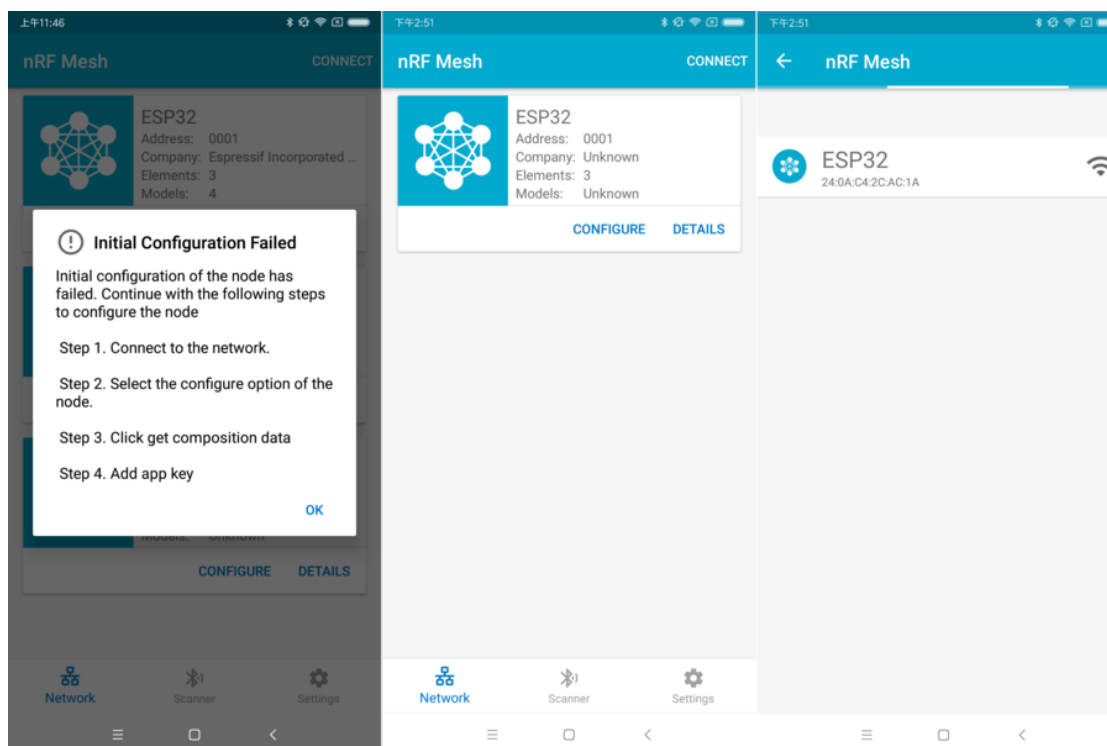 上午11:46
nRF Mesh CONNECT
ESP32
Address: 0001
Company: Espressif Incorporated ...
Elements: 3
Models: 4
Initial Configuration Failed
Initial configuration of the node has
failed. Continue with the following steps
to configure the node
Step 1. Connect to the network.
Step 2. Select the configure option of the
node.
Step 3. Click get composition data
Step 4. Add app key
OK
Models: Unknown
CONFIGURE DETAILS
Network Scanner Settings
下午2:51
nRF Mesh CONNECT
ESP32
Address: 0001
Company: Unknown
Elements: 3
Models: Unknown
CONFIGURE DETAILS
Network Scanner Settings
下午2:51
nRF Mesh
ESP32
24:0A:C4:2C:AC:1A